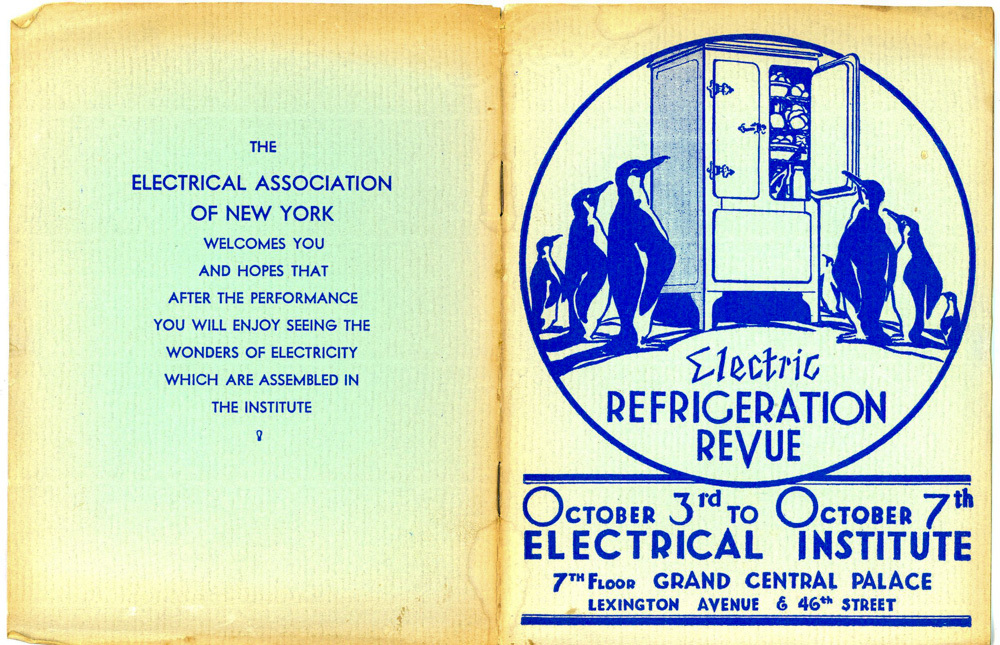 THE
ELECTRICAL ASSOCIATION
OF NEW YORK
WELCOMES YOU
AND HOPES THAT
AFTER THE PERFORMANCE
YOU WILL ENJOY SEEING THE
WONDERS OF ELECTRICITY
WHICH ARE ASSEMBLED IN
THE INSTITUTE
Electric
REFRIGERATION
REVUE
OCTOBER 3rd TO OCTOBER 7th
ELECTRICAL INSTITUTE
7TH FLOOR GRAND CENTRAL PALACE
LEXINGTON AVENUE & 46th STREET